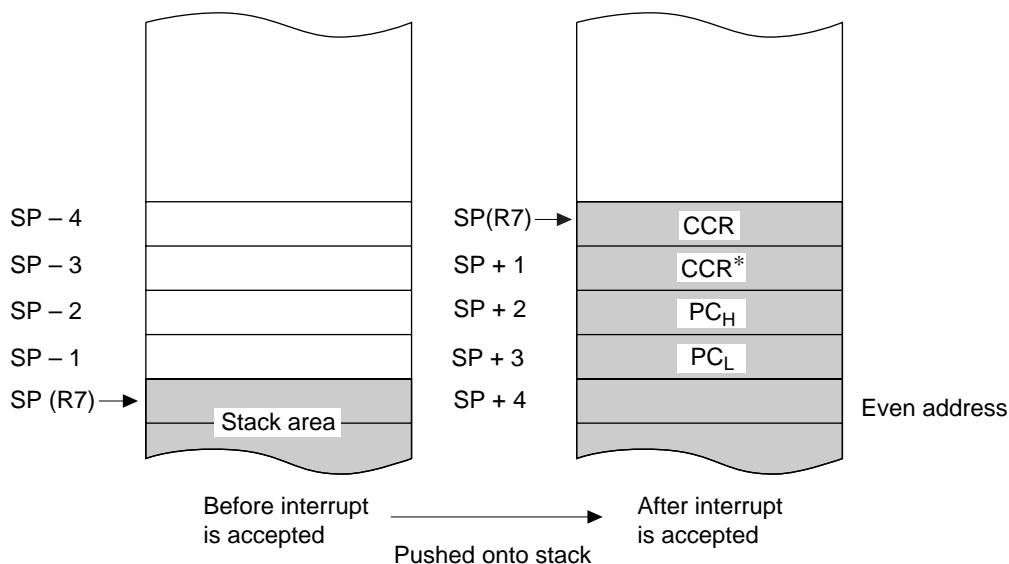 SP – 4
SP – 3
SP – 2
SP – 1
SP (R7)
Stack area
SP(R7)
SP + 1
SP + 2
SP + 3
SP + 4
CCR
CCR*
PCH
PCL
Even address
Before interrupt
is accepted
Pushed onto stack
After interrupt
is accepted